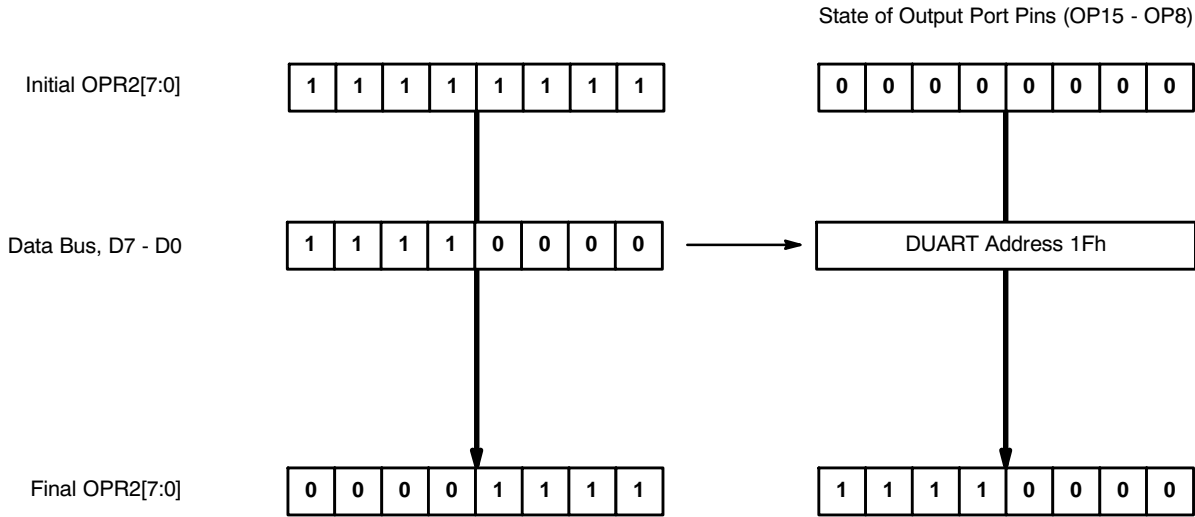 State of Output Port Pins (OP15 - OP8)
Initial OPR2[7:0] 1 1 1 1 1 1 1 1 0 0 0 0 0 0 0 0
Data Bus, D7 - D0 1 1 1 1 0 0 0 0 DUART Address 1Fh
Final OPR2[7:0] 0 0 0 0 1 1 1 1 1 1 1 1 0 0 0 0